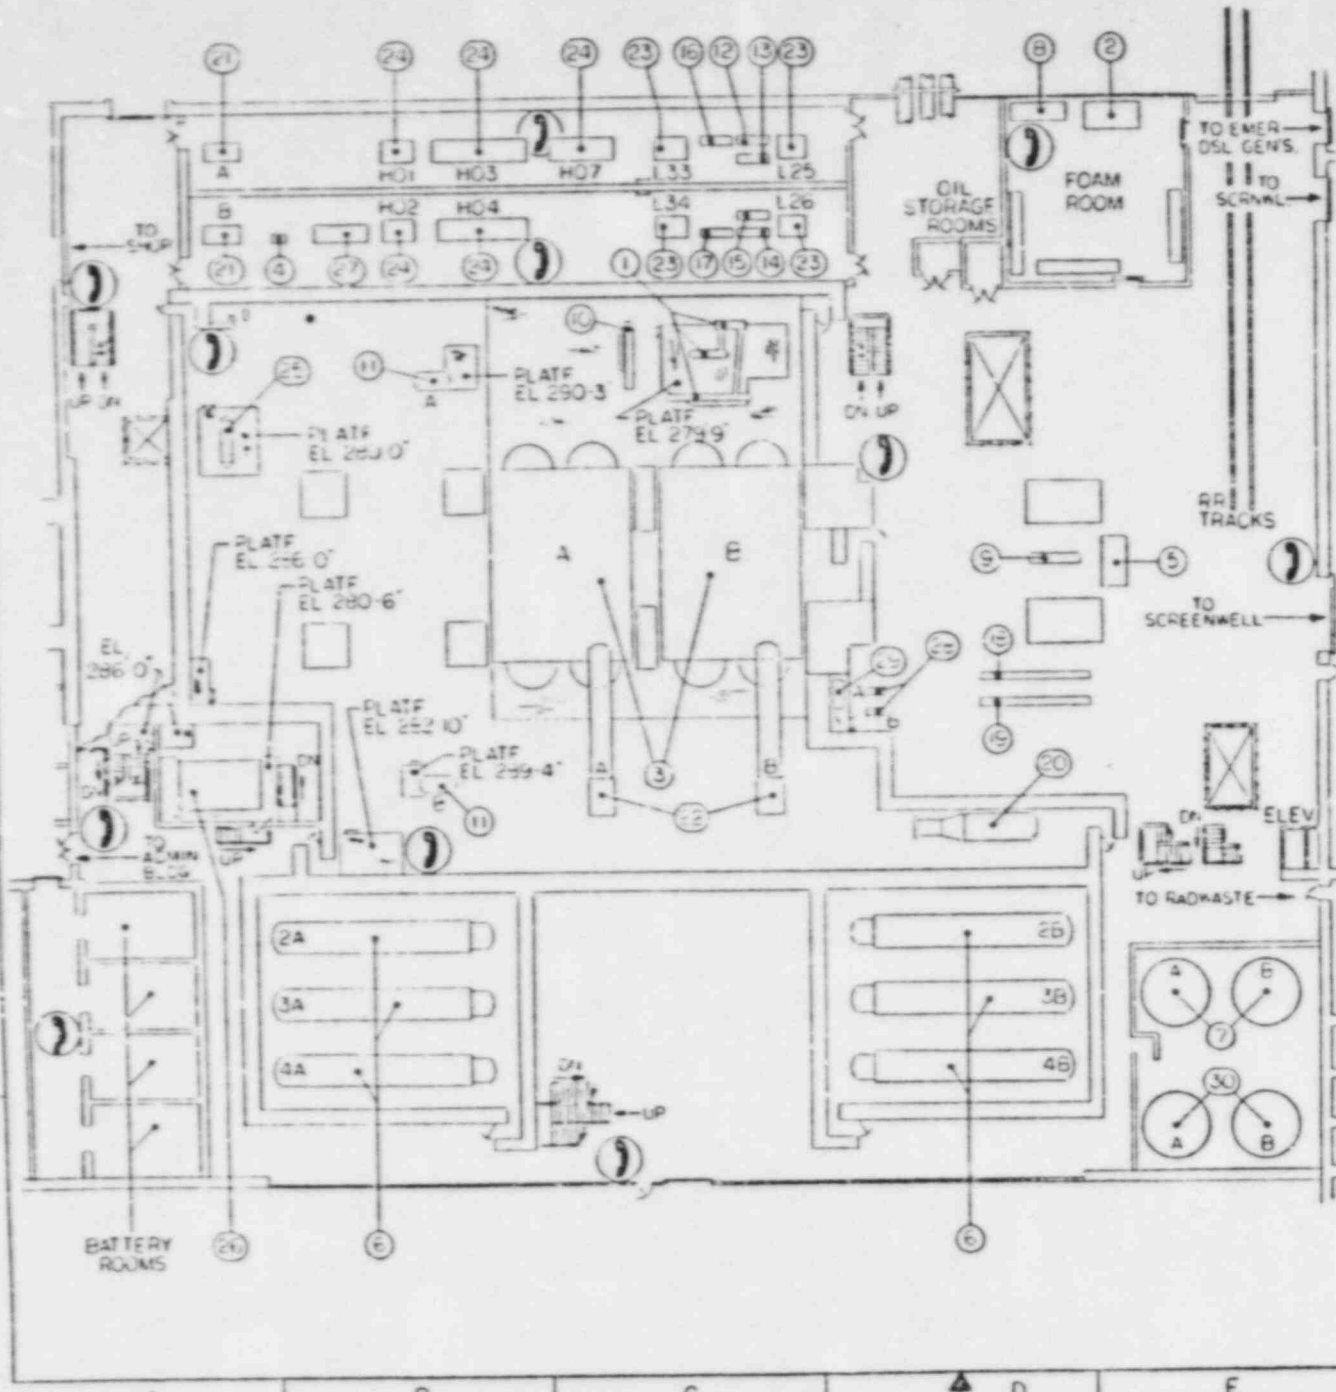 21
24
24
24
23
16
12
13
23
8
2
A
H01
H03
H07
L33
L25
TO EMER
DSL GEN'S.
FOAM
ROOM
TO
SCRNWL
OIL
STORAGE
ROOMS
B
H02
H04
L34
L26
TO
SHOP
21
4
27
24
24
1
23
17
15
14
23
10
11
A
PLATF
EL 290-3"
PLATF
EL 279'9"
UP DN
DN UP
PLATF
EL 280'0"
RR
TRACKS
A
B
9
5
PLATF
EL 286'0"
PLATF
EL 280-6"
TO
SCREENWELL
EL
286'0"
PLATF
EL 282'10"
PLATF
EL 289-4"
DN
A
B
3
11
20
19
UP
TO
ADMIN
BLDG
DN
ELEV
UP
TO RADWASTE
2A
3A
4A
2B
3B
4B
A
B
7
30
A
B
DN
UP
BATTERY
ROOMS
26
6
6
C
D
E